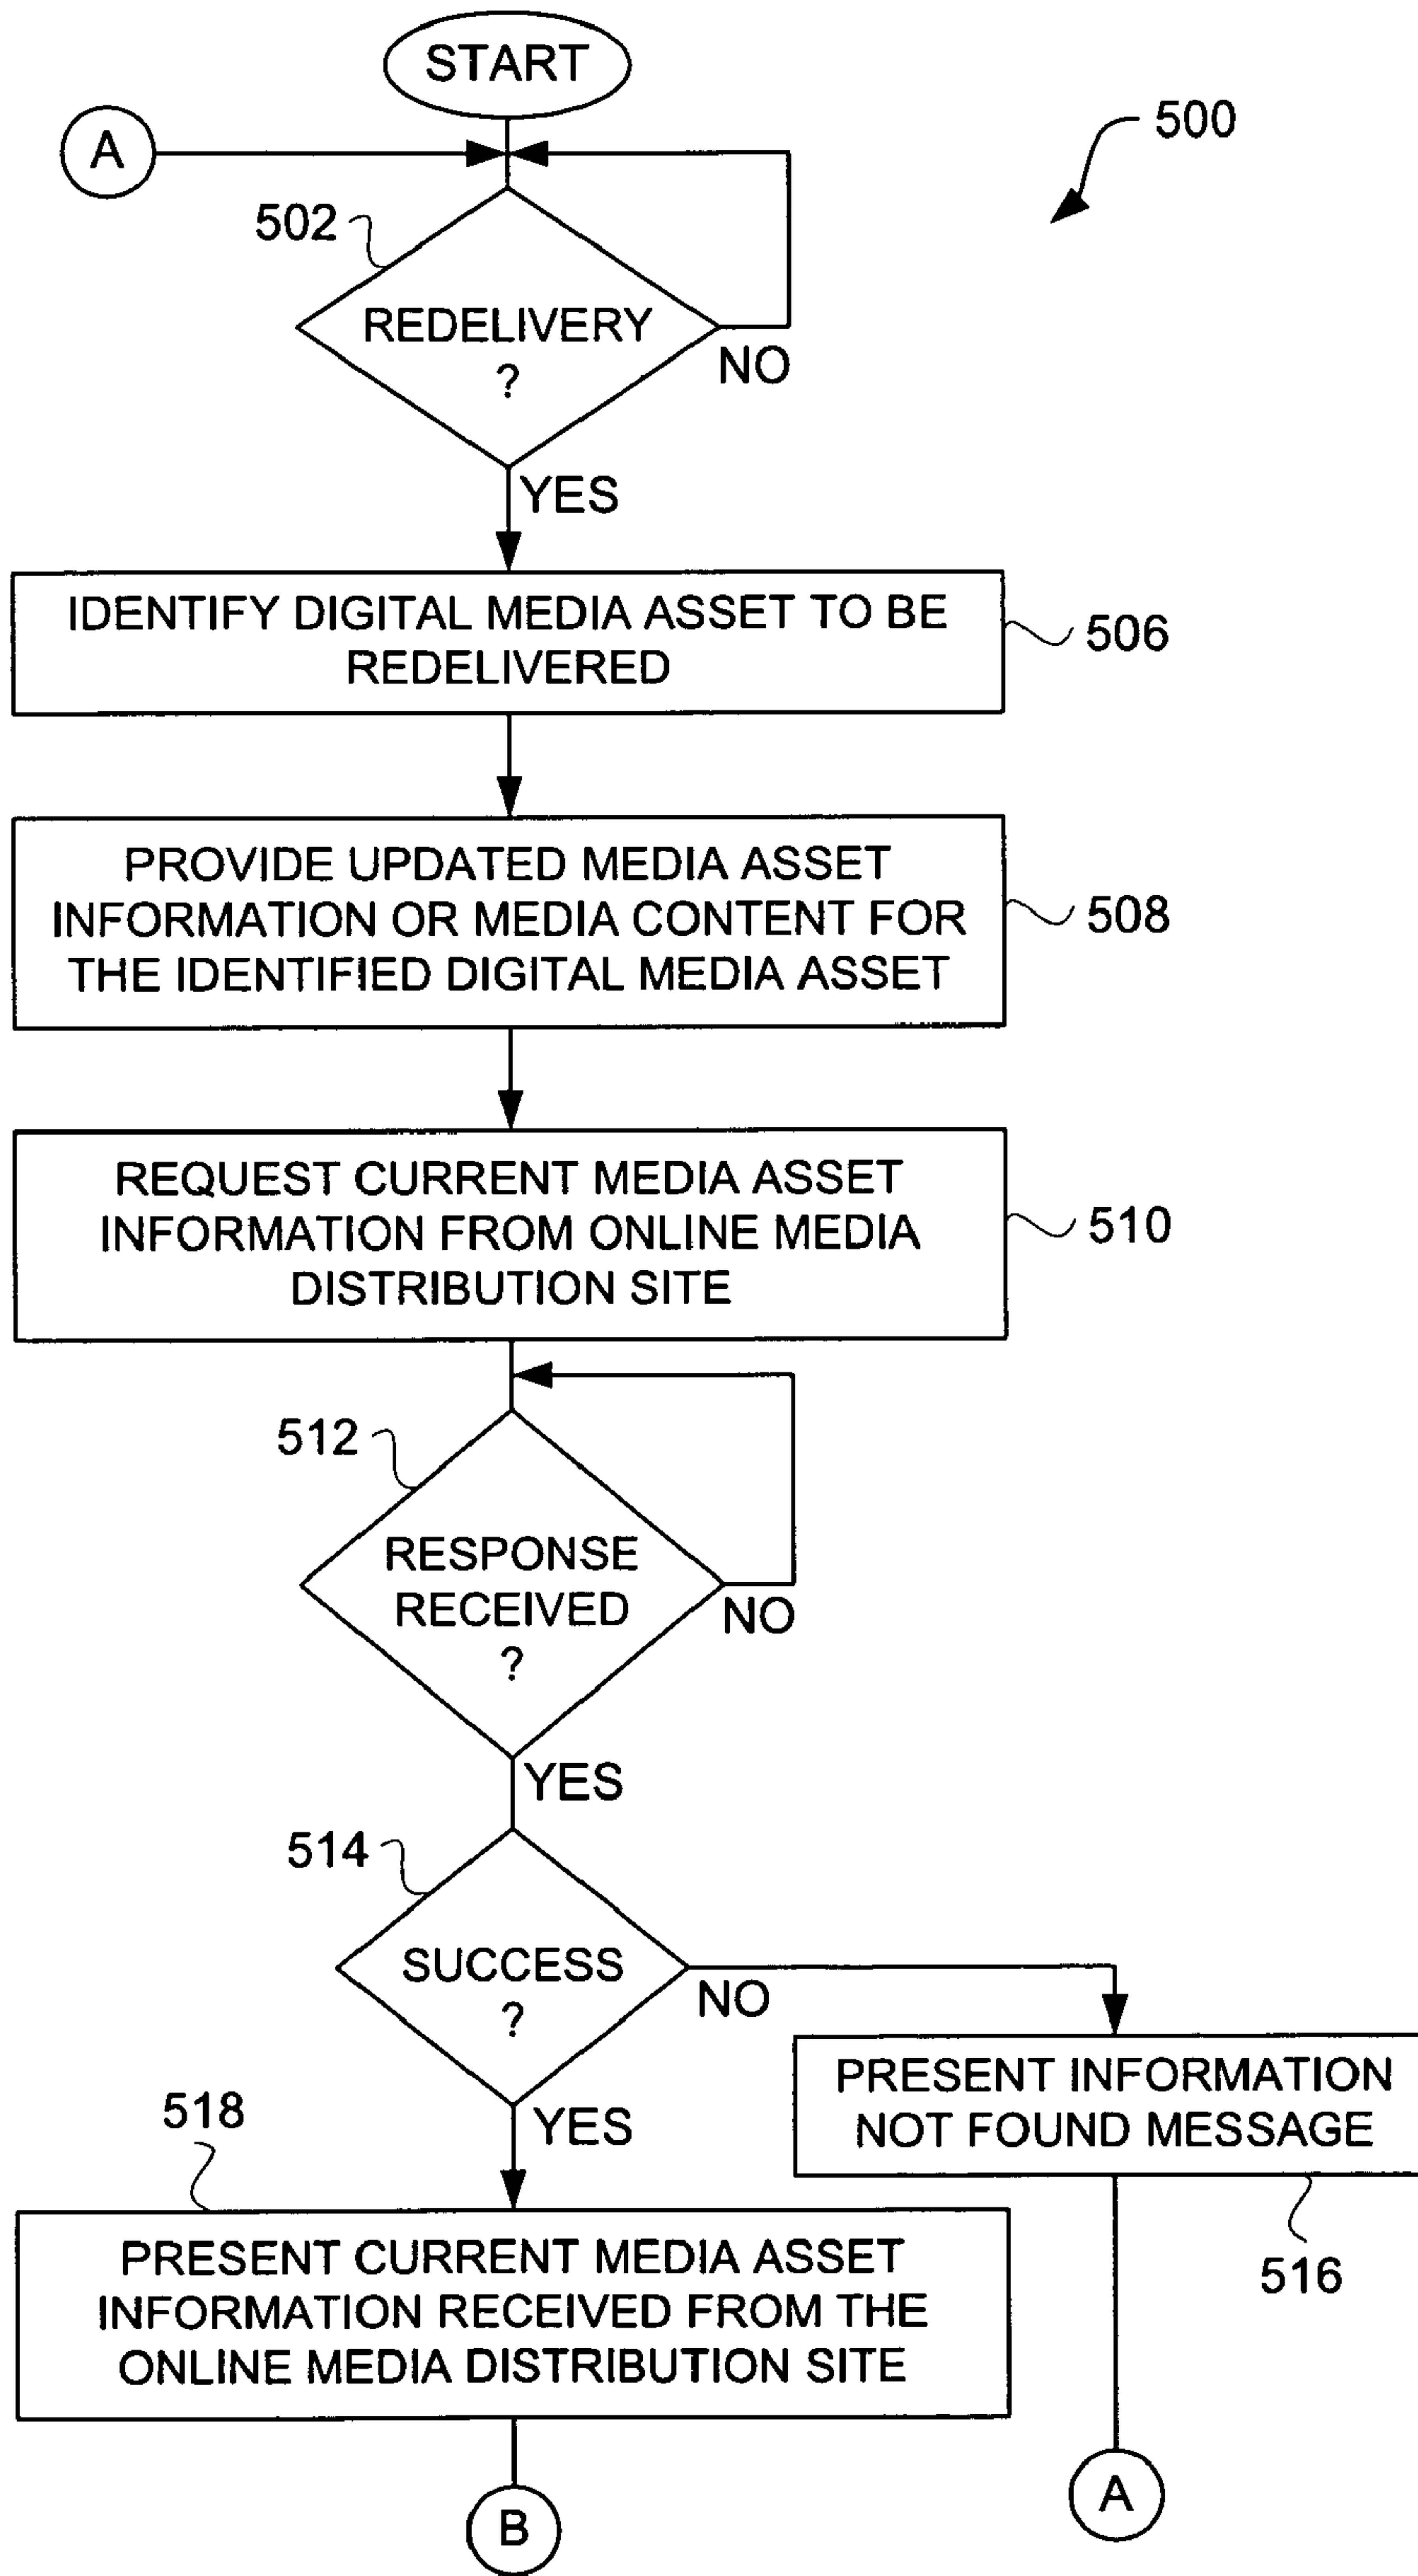 START
A
500
502
REDELIVERY
?
NO
YES
IDENTIFY DIGITAL MEDIA ASSET TO BE
REDELIVERED
506
PROVIDE UPDATED MEDIA ASSET
INFORMATION OR MEDIA CONTENT FOR
THE IDENTIFIED DIGITAL MEDIA ASSET
508
REQUEST CURRENT MEDIA ASSET
INFORMATION FROM ONLINE MEDIA
DISTRIBUTION SITE
510
512
RESPONSE
RECEIVED
?
NO
YES
514
SUCCESS
?
NO
YES
PRESENT INFORMATION
NOT FOUND MESSAGE
516
518
PRESENT CURRENT MEDIA ASSET
INFORMATION RECEIVED FROM THE
ONLINE MEDIA DISTRIBUTION SITE
A
B